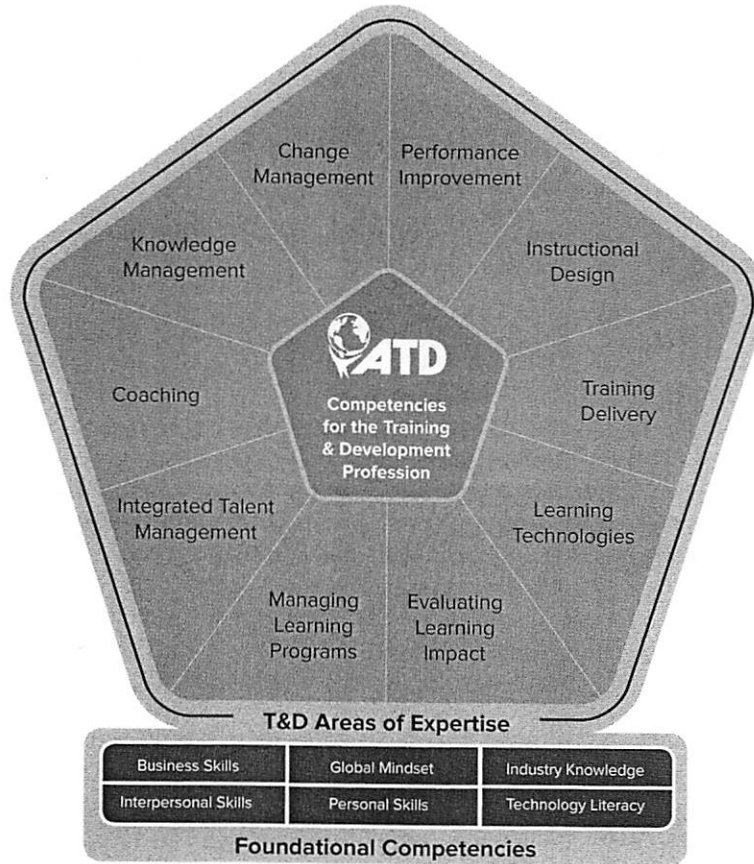 Change
Management
Performance
Improvement
Knowledge
Management
Instructional
Design
ATD
Competencies
for the Training
& Development
Profession
Coaching
Training
Delivery
Integrated Talent
Management
Learning
Technologies
Managing
Learning
Programs
Evaluating
Learning
Impact
T&D Areas of Expertise
Business Skills
Global Mindset
Industry Knowledge
Interpersonal Skills
Personal Skills
Technology Literacy
Foundational Competencies